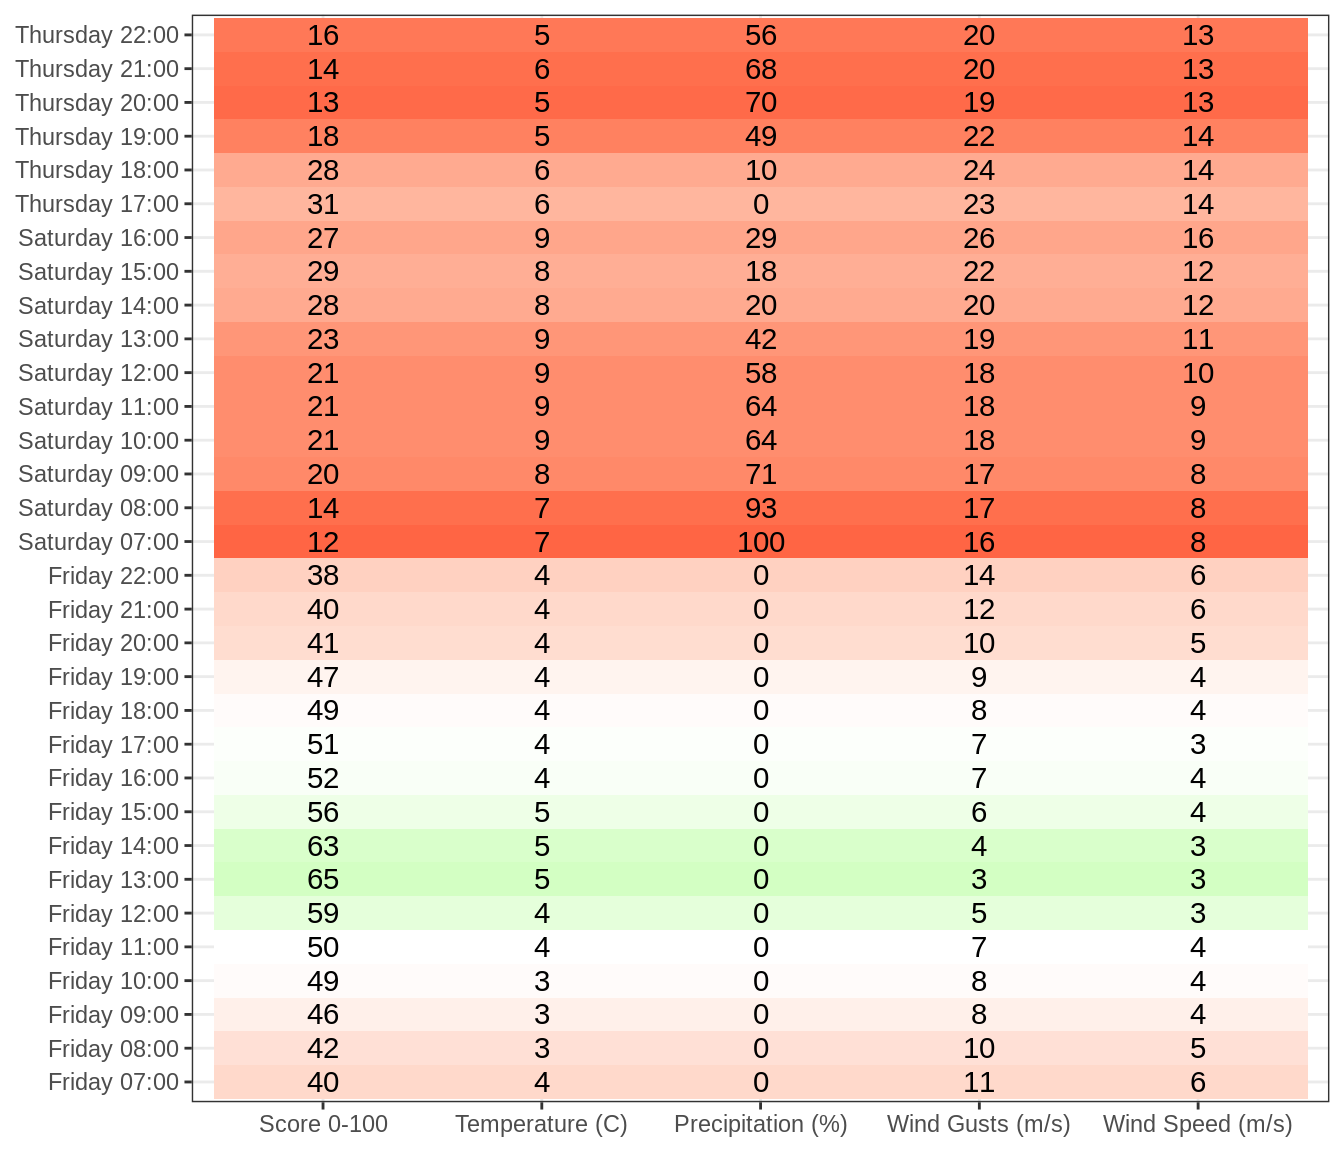 Thursday 22:00 16 5 56 20 13
Thursday 21:00 14 6 68 20 13
Thursday 20:00 13 5 70 19 13
Thursday 19:00 18 5 49 22 14
Thursday 18:00 28 6 10 24 14
Thursday 17:00 31 6 0 23 14
Saturday 16:00 27 9 29 26 16
Saturday 15:00 29 8 18 22 12
Saturday 14:00 28 8 20 20 12
Saturday 13:00 23 9 42 19 11
Saturday 12:00 21 9 58 18 10
Saturday 11:00 21 9 64 18 9
Saturday 10:00 21 9 64 18 9
Saturday 09:00 20 8 71 17 8
Saturday 08:00 14 7 93 17 8
Saturday 07:00 12 7 100 16 8
Friday 22:00 38 4 0 14 6
Friday 21:00 40 4 0 12 6
Friday 20:00 41 4 0 10 5
Friday 19:00 47 4 0 9 4
Friday 18:00 49 4 0 8 4
Friday 17:00 51 4 0 7 3
Friday 16:00 52 4 0 7 4
Friday 15:00 56 5 0 6 4
Friday 14:00 63 5 0 4 3
Friday 13:00 65 5 0 3 3
Friday 12:00 59 4 0 5 3
Friday 11:00 50 4 0 7 4
Friday 10:00 49 3 0 8 4
Friday 09:00 46 3 0 8 4
Friday 08:00 42 3 0 10 5
Friday 07:00 40 4 0 11 6
Score 0-100 Temperature (C) Precipitation (%) Wind Gusts (m/s) Wind Speed (m/s)